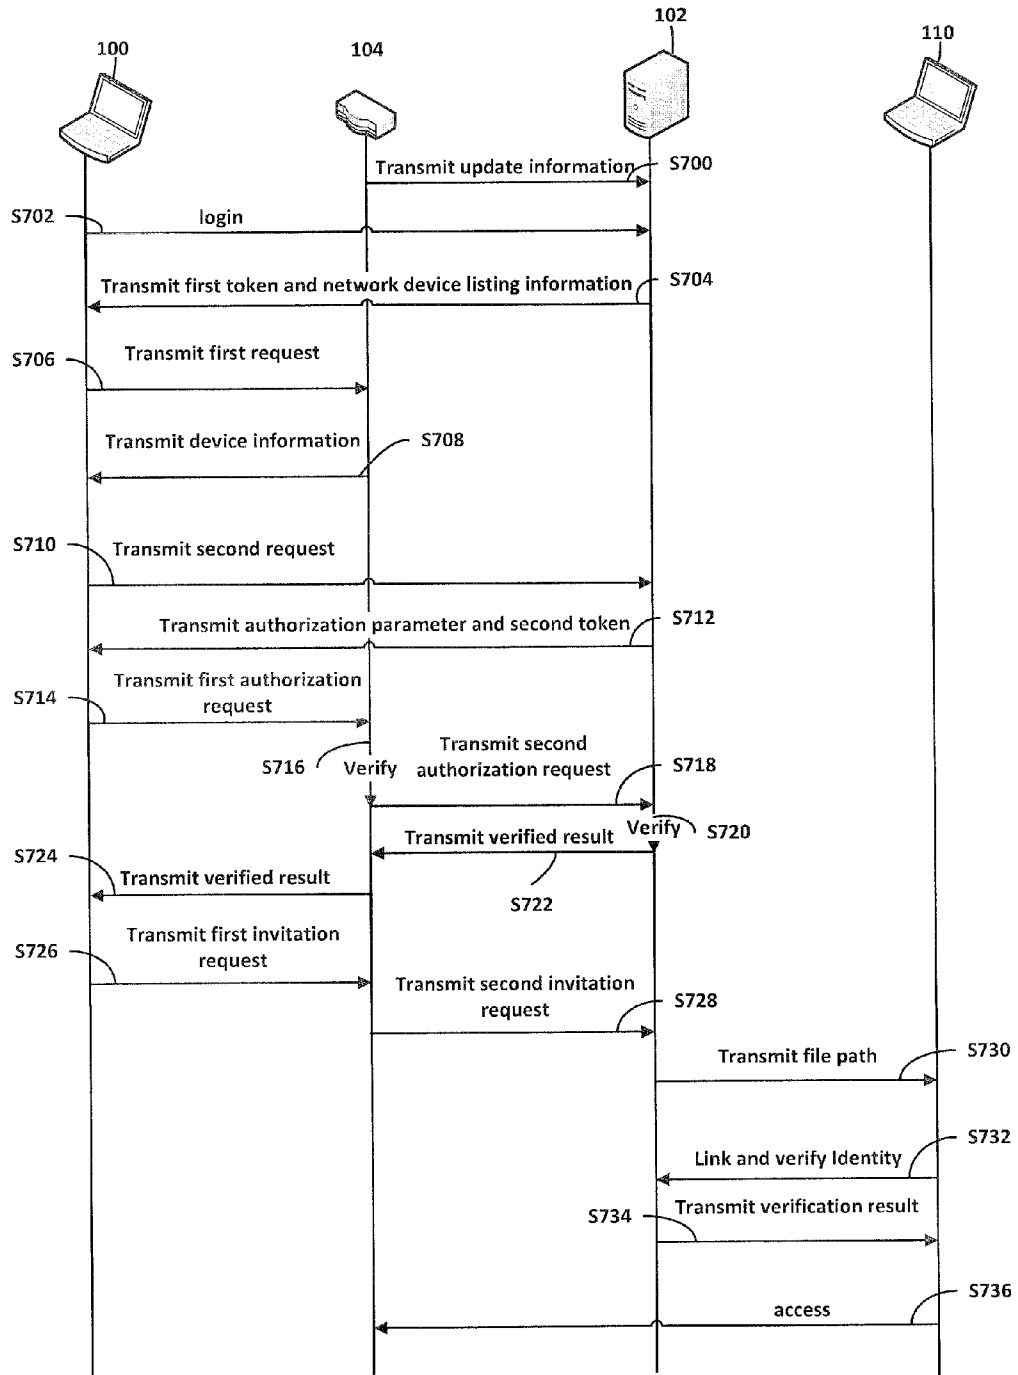 100
104
102
110
Transmit update information
S700
S702
login
Transmit first token and network device listing information
S704
S706
Transmit first request
Transmit device information
S708
S710
Transmit second request
Transmit authorization parameter and second token
S712
S714
Transmit first authorization
request
S716
Verify
Transmit second
authorization request
S718
Verify
S720
Transmit verified result
S722
S724
Transmit verified result
S726
Transmit first invitation
request
Transmit second invitation
request
S728
Transmit file path
S730
Link and verify Identity
S732
S734
Transmit verification result
access
S736